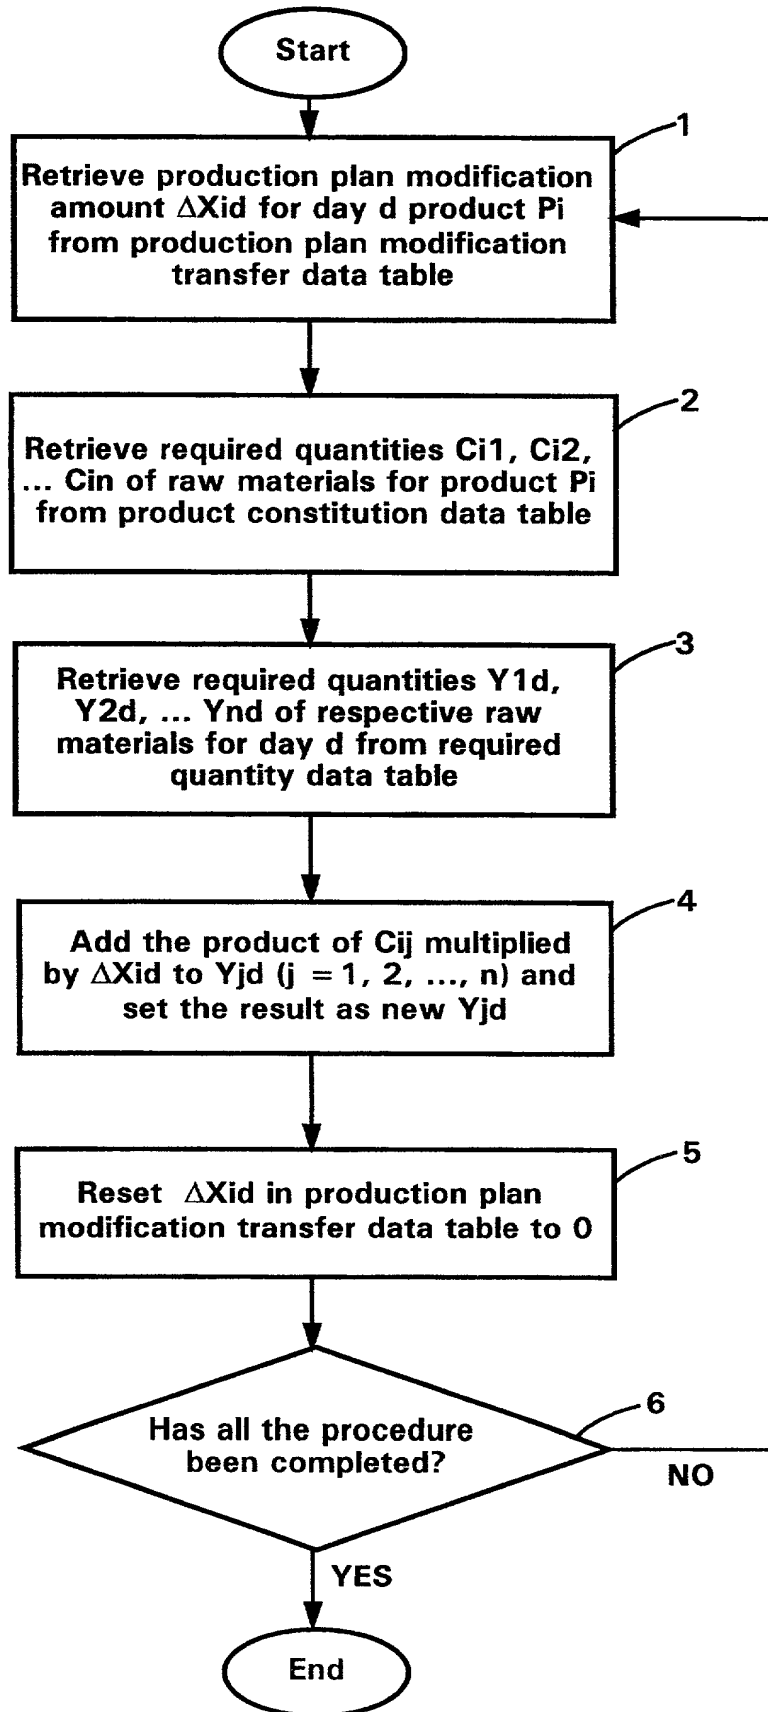 Start
1
Retrieve production plan modification
amount ΔXid for day d product Pi
from production plan modification
transfer data table
2
Retrieve required quantities Ci1, Ci2,
... Cin of raw materials for product Pi
from product constitution data table
3
Retrieve required quantities Y1d,
Y2d, ... Ynd of respective raw
materials for day d from required
quantity data table
4
Add the product of Cij multiplied
by ΔXid to Yjd (j = 1, 2, ..., n) and
set the result as new Yjd
5
Reset ΔXid in production plan
modification transfer data table to 0
6
Has all the procedure
been completed?
NO
YES
End